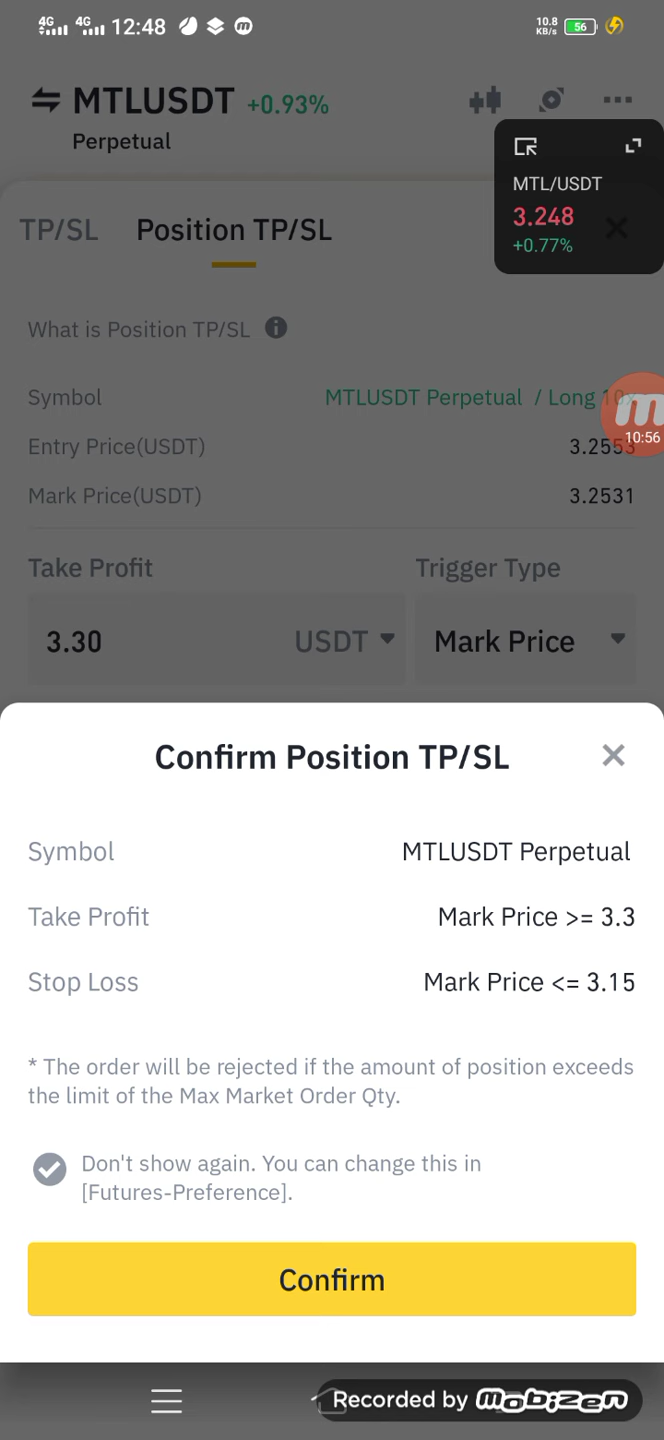 4G 4G 12:48
10.8
KB/s
56
MTLUSDT +0.93%
Perpetual
MTL/USDT
3.248
+0.77%
TP/SL Position TP/SL
What is Position TP/SL
Symbol MTLUSDT Perpetual / Long 10x
10:56
Entry Price(USDT) 3.2553
Mark Price(USDT) 3.2531
Take Profit Trigger Type
3.30 USDT Mark Price
Confirm Position TP/SL
Symbol MTLUSDT Perpetual
Take Profit Mark Price >= 3.3
Stop Loss Mark Price <= 3.15
* The order will be rejected if the amount of position exceeds
the limit of the Max Market Order Qty.
Don't show again. You can change this in
[Futures-Preference].
Confirm
Recorded by mobizen